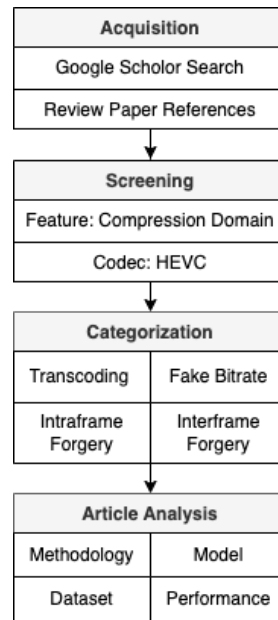 Acquisition
Google Scholor Search
Review Paper References
Screening
Feature: Compression Domain
Codec: HEVC
Categorization
Transcoding
Fake Bitrate
Intraframe
Forgery
Interframe
Forgery
Article Analysis
Methodology
Model
Dataset
Performance